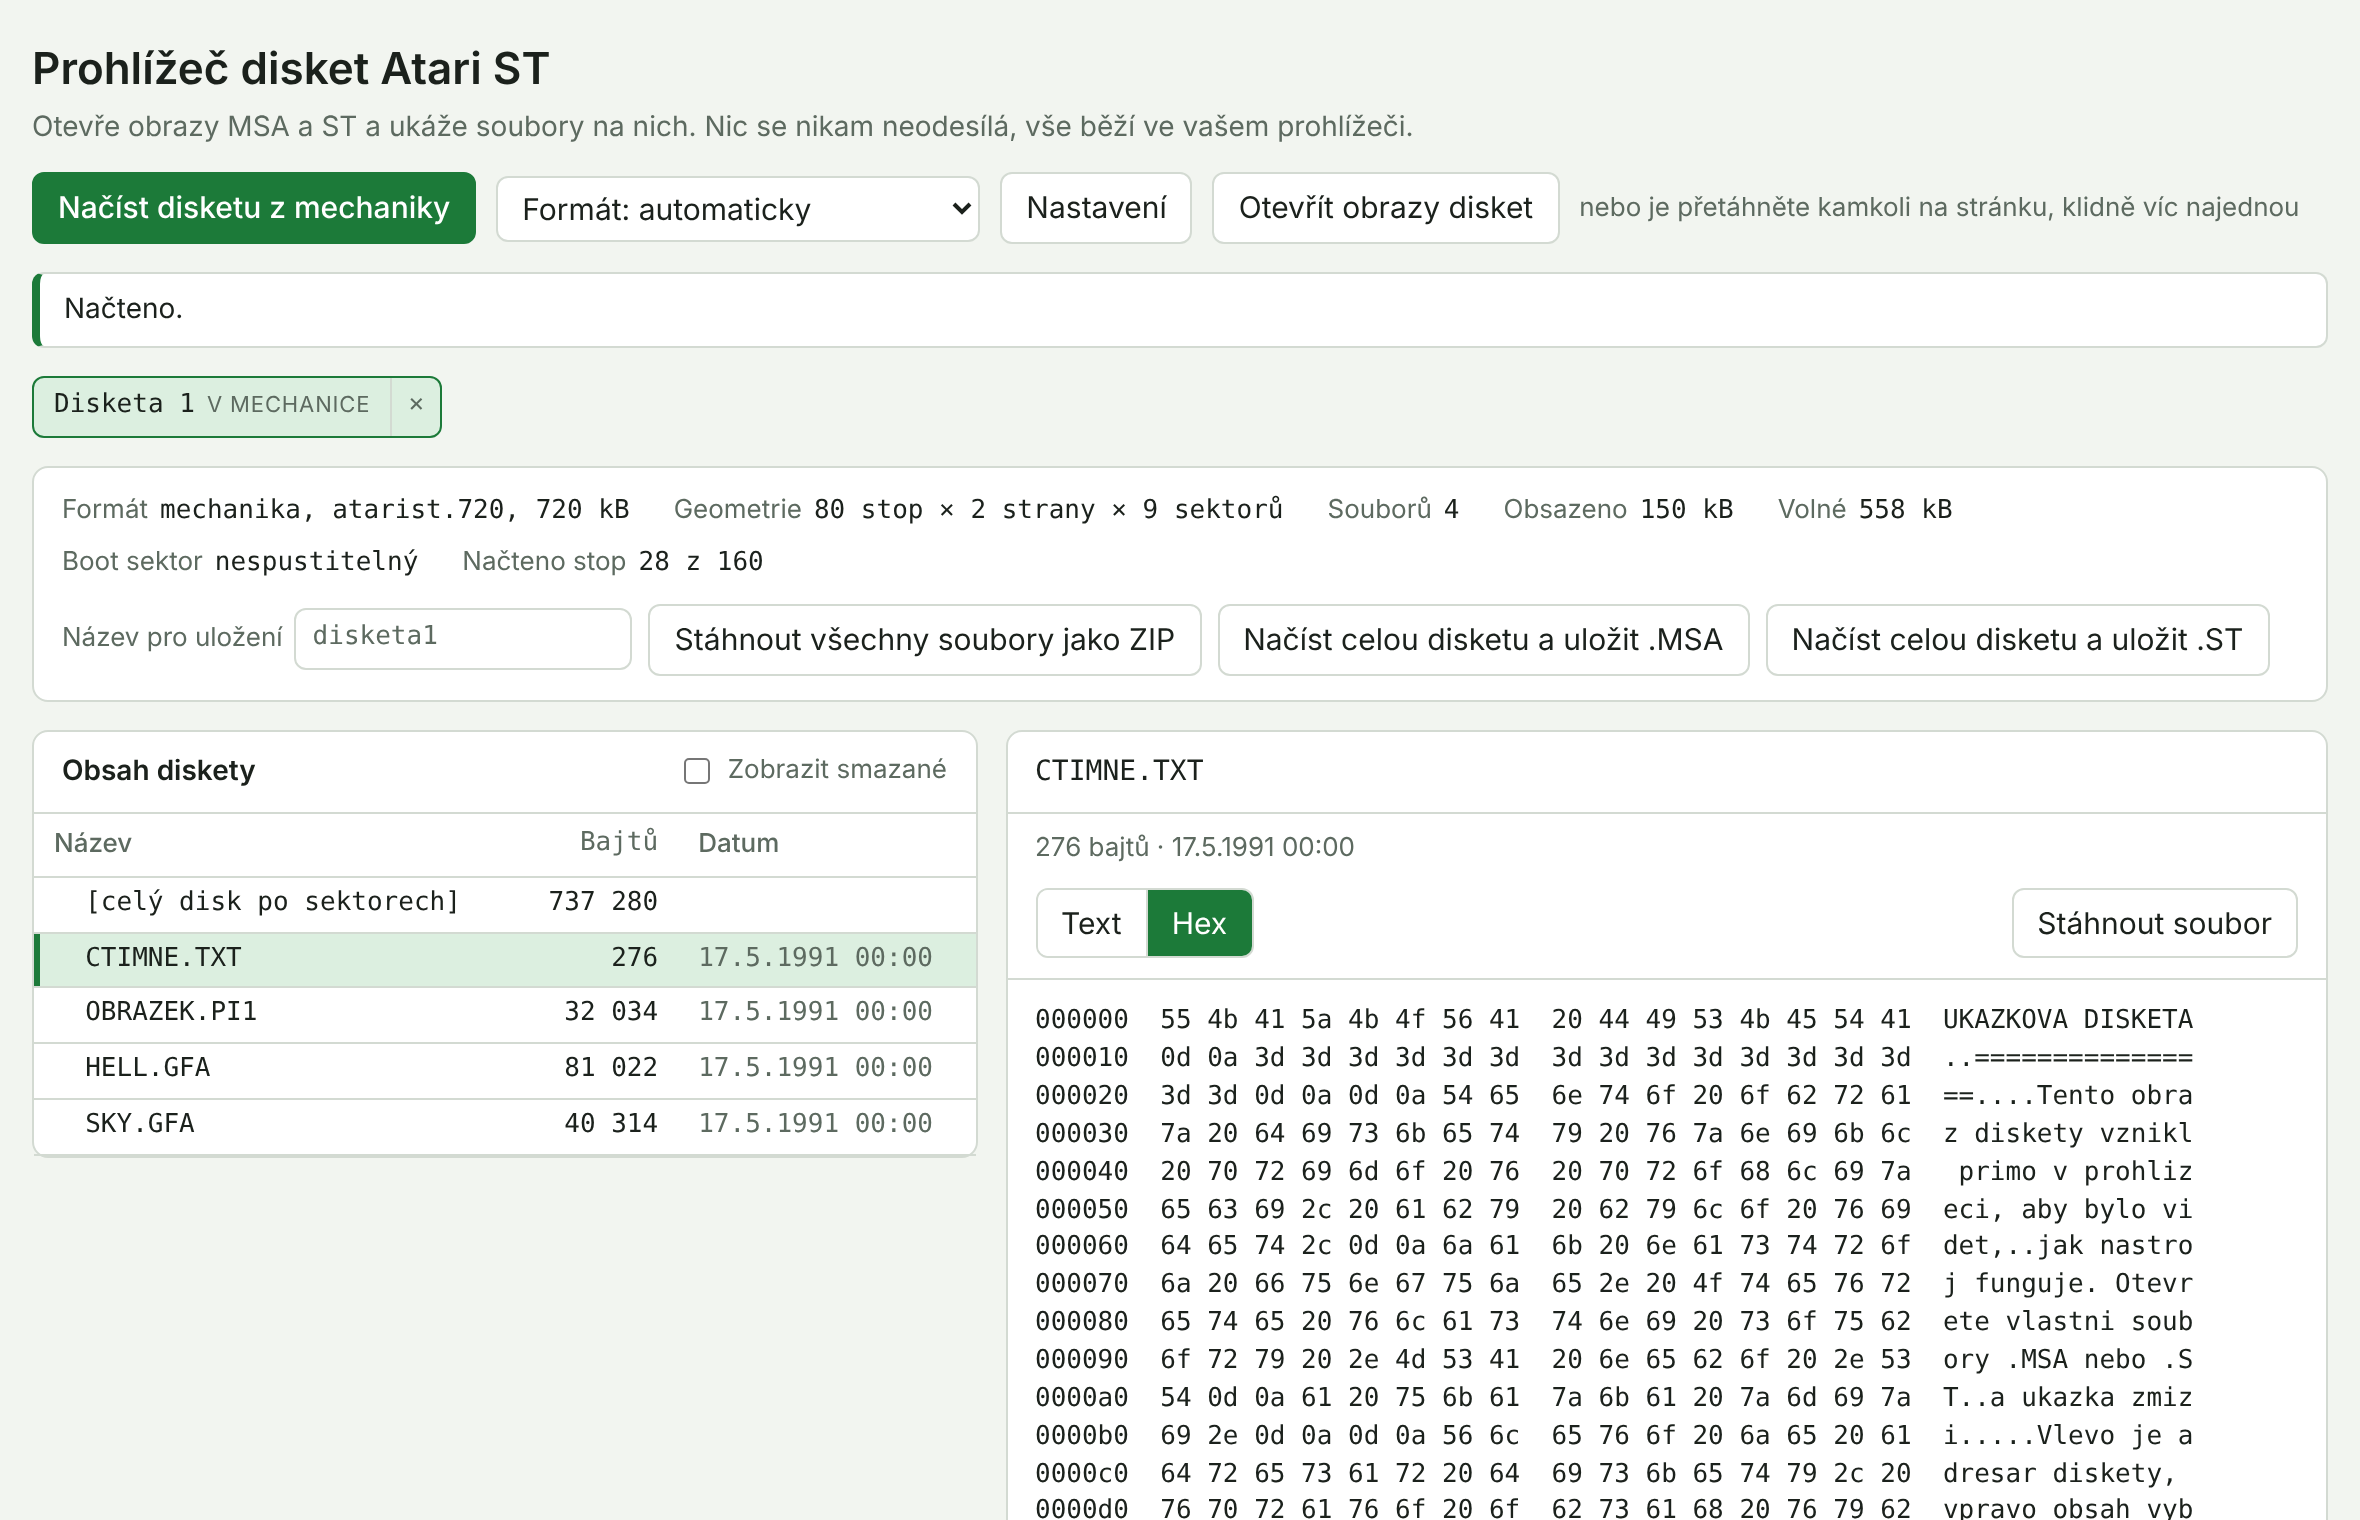 Prohlížeč disket Atari ST
Otevře obrazy MSA a ST a ukáže soubory na nich. Nic se nikam neodesílá, vše běží ve vašem prohlížeči.
Načíst disketu z mechaniky Formát: automaticky Nastavení Otevřít obrazy disket nebo je přetáhněte kamkoli na stránku, klidně víc najednou
Načteno.
Disketa 1 V MECHANICE ×
Formát mechanika, atarist.720, 720 kB Geometrie 80 stop × 2 strany × 9 sektorů Souborů 4 Obsazeno 150 kB Volné 558 kB
Boot sektor nespustitelný Načteno stop 28 z 160
Název pro uložení disketa1 Stáhnout všechny soubory jako ZIP Načíst celou disketu a uložit .MSA Načíst celou disketu a uložit .ST
Obsah diskety Zobrazit smazané
Název Bajtů Datum
[celý disk po sektorech] 737 280
CTIMNE.TXT 276 17.5.1991 00:00
OBRAZEK.PI1 32 034 17.5.1991 00:00
HELL.GFA 81 022 17.5.1991 00:00
SKY.GFA 40 314 17.5.1991 00:00
CTIMNE.TXT
276 bajtů · 17.5.1991 00:00
Text Hex Stáhnout soubor
000000 55 4b 41 5a 4b 4f 56 41 20 44 49 53 4b 45 54 41 UKAZKOVA DISKETA
000010 0d 0a 3d 3d 3d 3d 3d 3d 3d 3d 3d 3d 3d 3d 3d 3d ..==============
000020 3d 3d 0d 0a 0d 0a 54 65 6e 74 6f 20 6f 62 72 61 ==....Tento obra
000030 7a 20 64 69 73 6b 65 74 79 20 76 7a 6e 69 6b 6c z diskety vznikl
000040 20 70 72 69 6d 6f 20 76 20 70 72 6f 68 6c 69 7a primo v prohliz
000050 65 63 69 2c 20 61 62 79 20 62 79 6c 6f 20 76 69 eci, aby bylo vi
000060 64 65 74 2c 0d 0a 6a 61 6b 20 6e 61 73 74 72 6f det,..jak nastro
000070 6a 20 66 75 6e 67 75 6a 65 2e 20 4f 74 65 76 72 j funguje. Otevr
000080 65 74 65 20 76 6c 61 73 74 6e 69 20 73 6f 75 62 ete vlastni soub
000090 6f 72 79 20 2e 4d 53 41 20 6e 65 62 6f 20 2e 53 ory .MSA nebo .S
0000a0 54 0d 0a 61 20 75 6b 61 7a 6b 61 20 7a 6d 69 7a T..a ukazka zmiz
0000b0 69 2e 0d 0a 0d 0a 56 6c 65 76 6f 20 6a 65 20 61 i.....Vlevo je a
0000c0 64 72 65 73 61 72 20 64 69 73 6b 65 74 79 2c 20 dresar diskety,
0000d0 76 70 72 61 76 6f 20 6f 62 73 61 68 20 76 79 62 vpravo obsah vyb